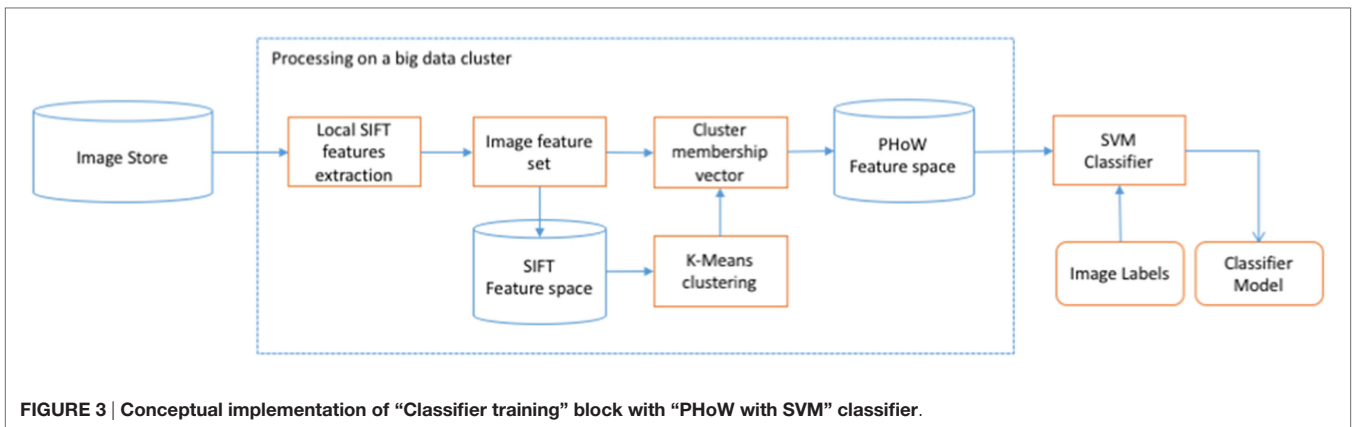 Processing on a big data cluster
Image Store
Local SIFT
features
extraction
Image feature
set
Cluster
membership
vector
PHoW
Feature space
SVM
Classifier
SIFT
Feature space
K-Means
clustering
Image Labels
Classifier
Model
FIGURE 3 | Conceptual implementation of “Classifier training” block with “PHoW with SVM” classifier.